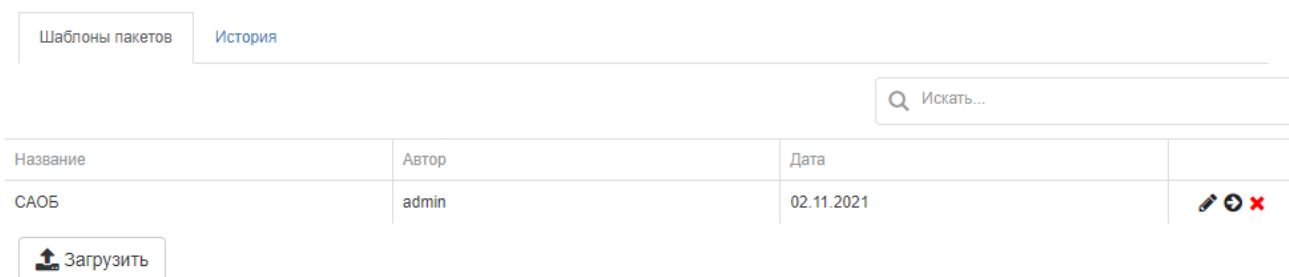 Шаблоны пакетов История
Искать...
Название Автор Дата
САОБ admin 02.11.2021
Загрузить